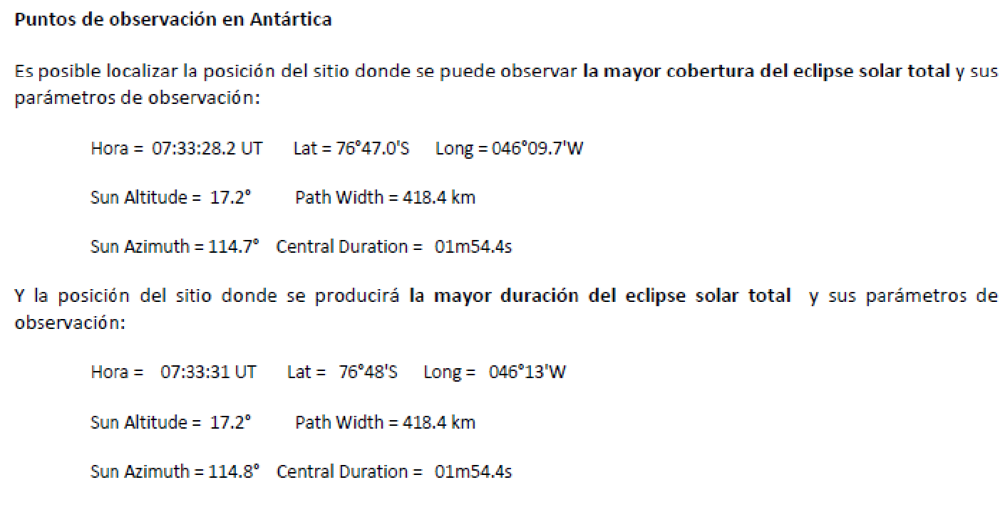 Puntos de observación en Antártica
Es posible localizar la posición del sitio donde se puede observar la mayor cobertura del eclipse solar total y sus
parámetros de observación:
Hora = 07:33:28.2 UT Lat = 76°47.0'S Long = 046°09.7'W
Sun Altitude = 17.2° Path Width = 418.4 km
Sun Azimuth = 114.7° Central Duration = 01m54.4s
Y la posición del sitio donde se producirá la mayor duración del eclipse solar total y sus parámetros de
observación:
Hora = 07:33:31 UT Lat = 76°48'S Long = 046°13'W
Sun Altitude = 17.2° Path Width = 418.4 km
Sun Azimuth = 114.8° Central Duration = 01m54.4s